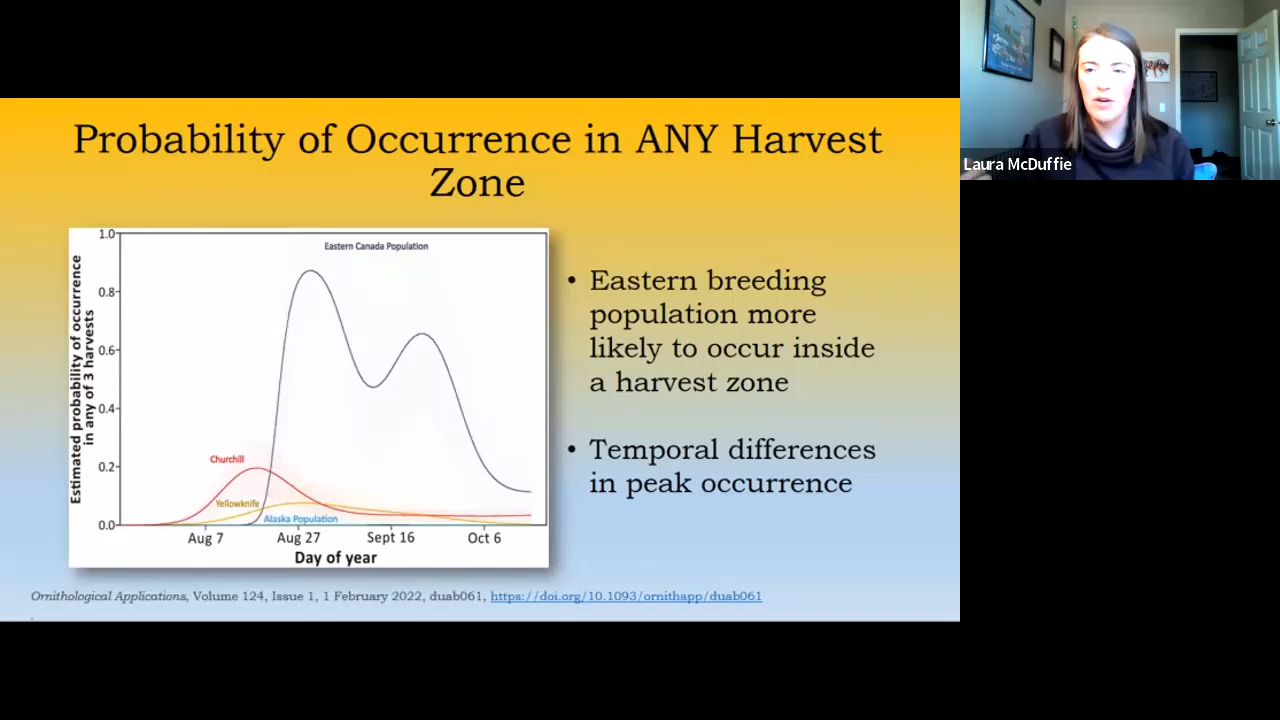 Probability of Occurrence in ANY Harvest
Zone
Estimated probability of occurrence
in any of 3 harvests
1.0
0.8
0.6
0.4
0.2
0.0
Eastern Canada Population
Churchill
Yellowknife
Alaska Population
Aug 7
Aug 27
Sept 16
Oct 6
Day of year
• Eastern breeding
population more
likely to occur inside
a harvest zone
• Temporal differences
in peak occurrence
Ornithological Applications, Volume 124, Issue 1, 1 February 2022, duab061, https://doi.org/10.1093/ornithapp/duab061
.
Laura McDuffie